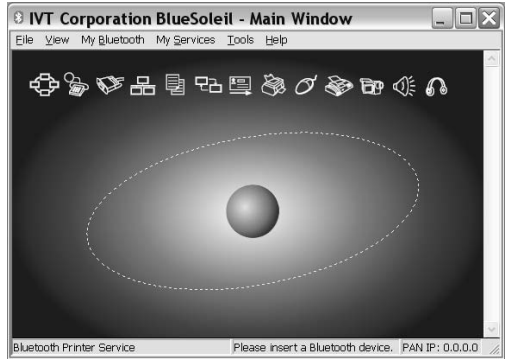 IVT Corporation BlueSoleil - Main Window
File View My Bluetooth My Services Tools Help
Bluetooth Printer Service Please insert a Bluetooth device. PAN IP: 0.0.0.0